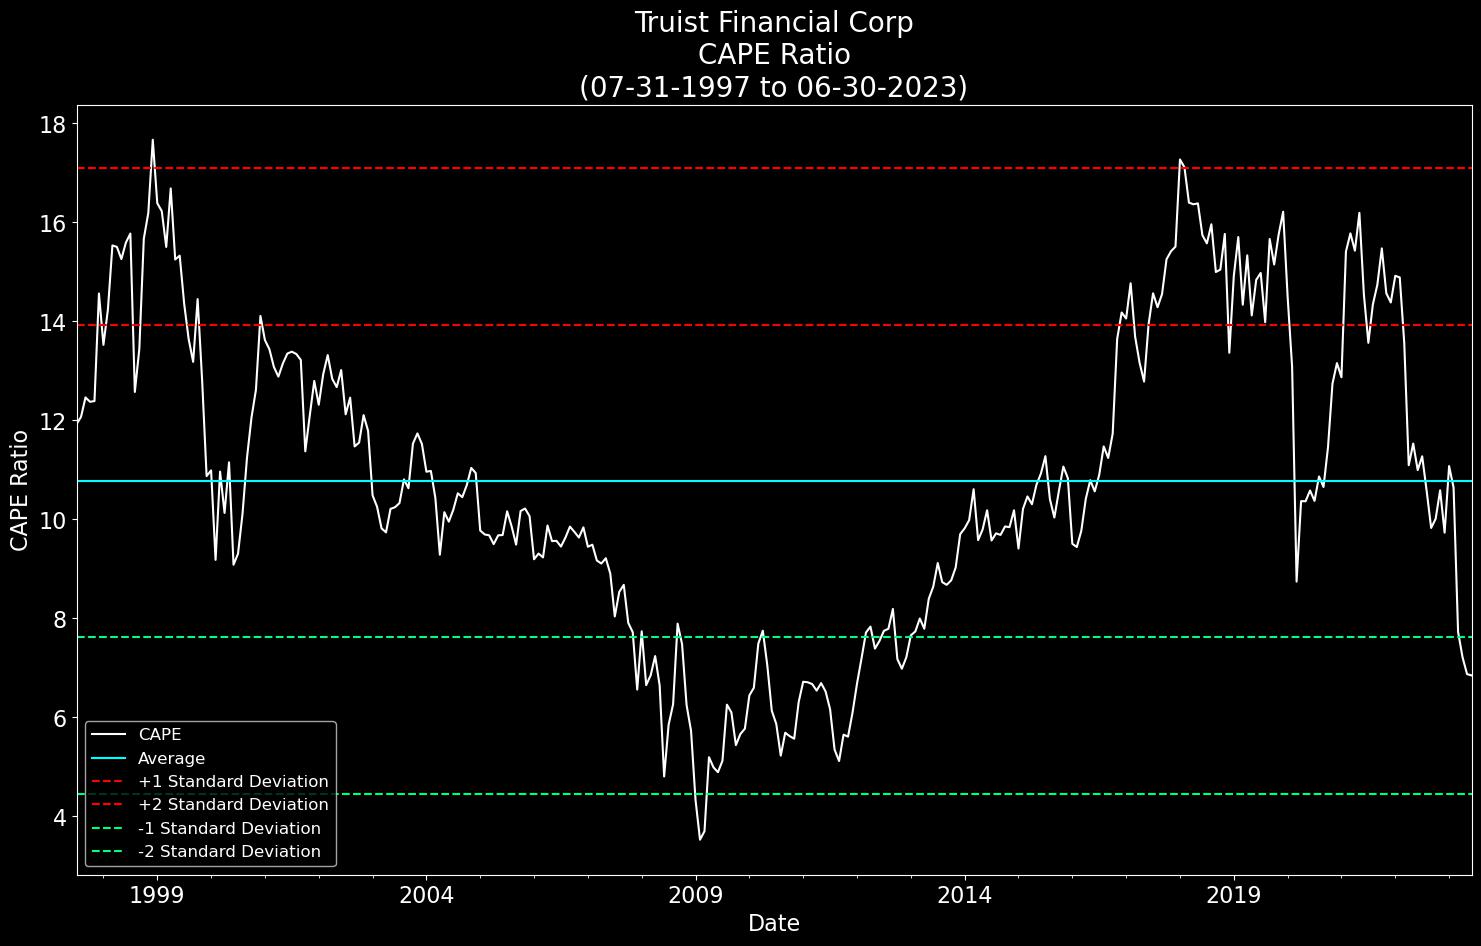 Truist Financial Corp
CAPE Ratio
(07-31-1997 to 06-30-2023)
18
16
14
12
10
8
6
4
CAPE Ratio
CAPE
Average
+1 Standard Deviation
+2 Standard Deviation
-1 Standard Deviation
-2 Standard Deviation
1999 2004 2009 2014 2019
Date